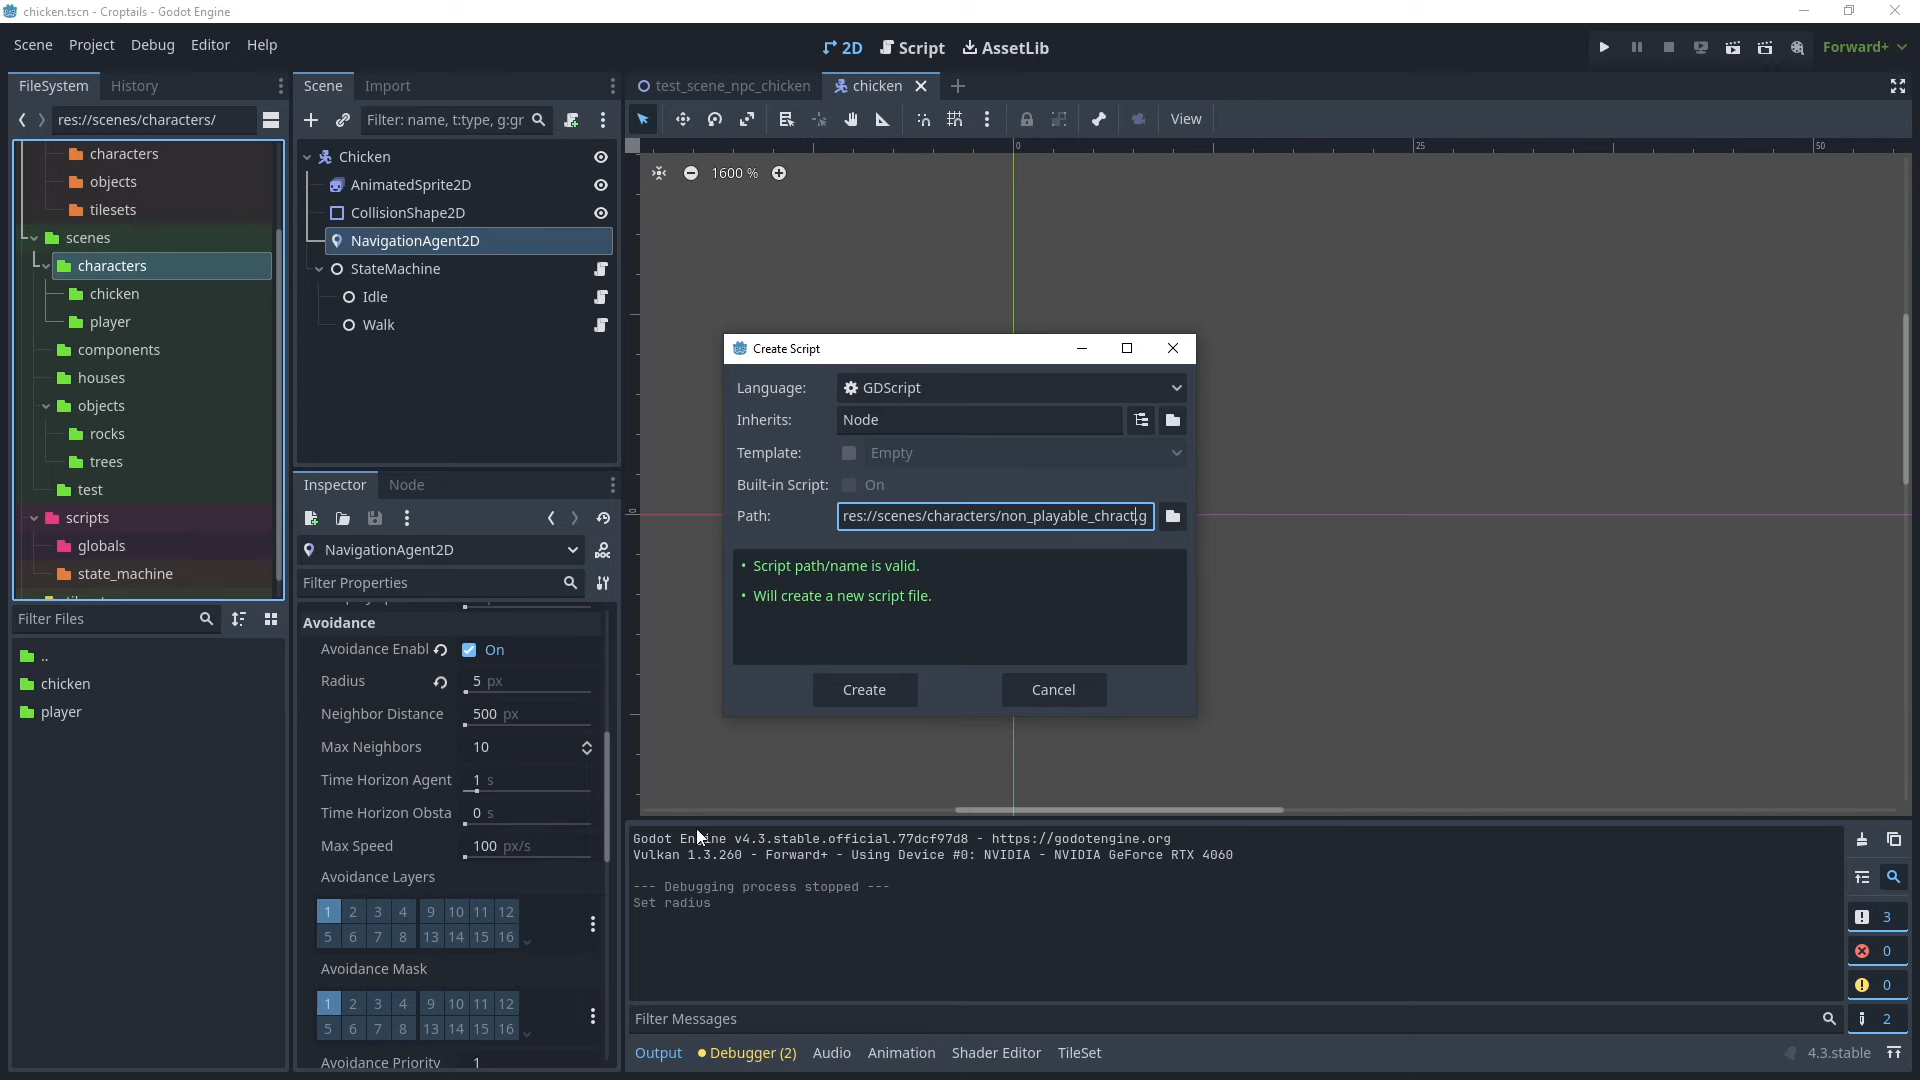 chicken.tscn - Croptails - Godot Engine
Scene Project Debug Editor Help
2D Script AssetLib
Forward+
FileSystem History
res://scenes/characters/
characters
objects
tilesets
scenes
characters
chicken
player
components
houses
objects
rocks
trees
test
scripts
globals
state_machine
Filter Files
..
chicken
player
Scene Import
Filter: name, t:type, g:gr
Chicken
AnimatedSprite2D
CollisionShape2D
NavigationAgent2D
StateMachine
Idle
Walk
Inspector Node
NavigationAgent2D
Filter Properties
Avoidance
Avoidance Enabl On
Radius 5 px
Neighbor Distance 500 px
Max Neighbors 10
Time Horizon Agent 1 s
Time Horizon Obsta 0 s
Max Speed 100 px/s
Avoidance Layers
1 2 3 4 9 10 11 12
5 6 7 8 13 14 15 16
Avoidance Mask
1 2 3 4 9 10 11 12
5 6 7 8 13 14 15 16
Avoidance Priority 1
test_scene_npc_chicken chicken
View
0 25 50
1600 %
0
Create Script
Language: GDScript
Inherits: Node
Template: Empty
Built-in Script: On
Path: res://scenes/characters/non_playable_chract.g
• Script path/name is valid.
• Will create a new script file.
Create Cancel
Godot Engine v4.3.stable.official.77dcf97d8 - https://godotengine.org
Vulkan 1.3.260 - Forward+ - Using Device #0: NVIDIA - NVIDIA GeForce RTX 4060
--- Debugging process stopped ---
Set radius
3
0
0
2
Filter Messages
Output Debugger (2) Audio Animation Shader Editor TileSet
4.3.stable